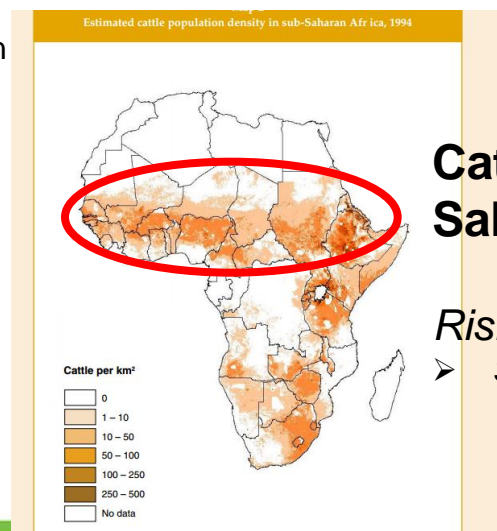 Estimated cattle population density in sub-Saharan Afr ica, 1994
Cat
Sal
Ris
Cattle per km²
0
1 – 10
10 – 50
50 – 100
100 – 250
250 – 500
No data